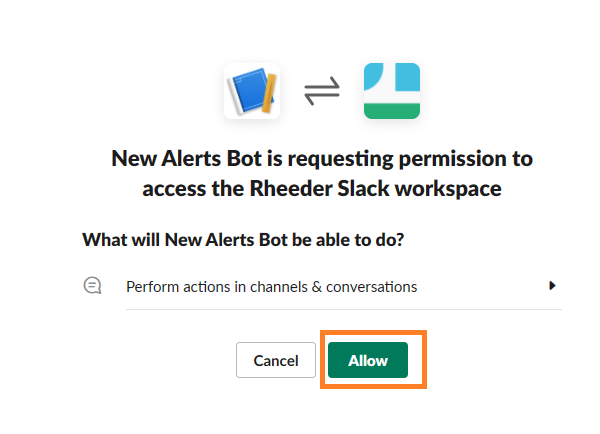 New Alerts Bot is requesting permission to
access the Rheeder Slack workspace
What will New Alerts Bot be able to do?
Perform actions in channels & conversations
Cancel
Allow